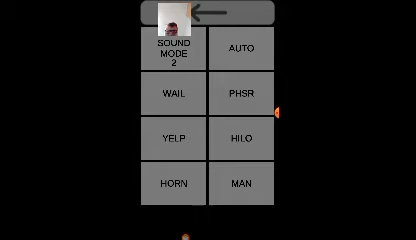 SOUND
MODE
2
AUTO
WAIL
PHSR
YELP
HILO
HORN
MAN